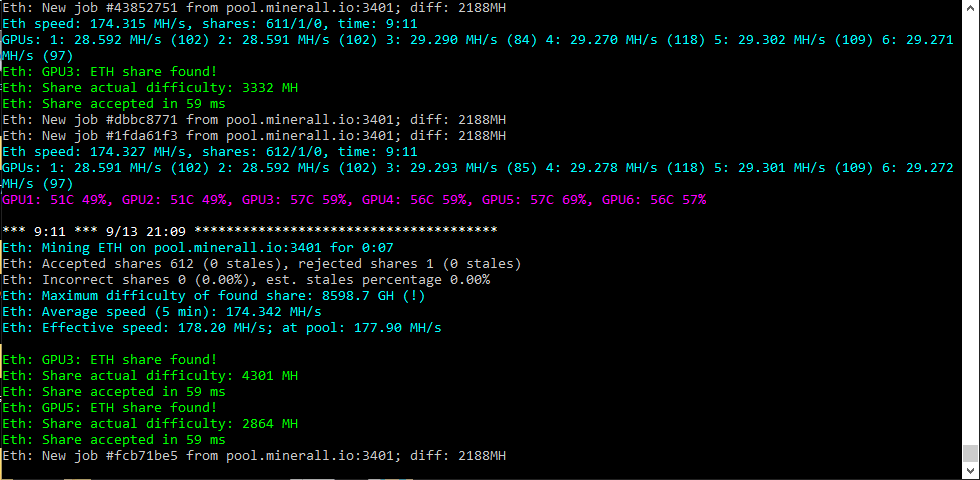 Eth: New job #43852751 from pool.minerall.io:3401; diff: 2188MH
Eth speed: 174.315 MH/s, shares: 611/1/0, time: 9:11
GPUs: 1: 28.592 MH/s (102) 2: 28.591 MH/s (102) 3: 29.290 MH/s (84) 4: 29.270 MH/s (118) 5: 29.302 MH/s (109) 6: 29.271
MH/s (97)
Eth: GPU3: ETH share found!
Eth: Share actual difficulty: 3332 MH
Eth: Share accepted in 59 ms
Eth: New job #dbbc8771 from pool.minerall.io:3401; diff: 2188MH
Eth: New job #1fda61f3 from pool.minerall.io:3401; diff: 2188MH
Eth speed: 174.327 MH/s, shares: 612/1/0, time: 9:11
GPUs: 1: 28.591 MH/s (102) 2: 28.592 MH/s (102) 3: 29.293 MH/s (85) 4: 29.278 MH/s (118) 5: 29.301 MH/s (109) 6: 29.272
MH/s (97)
GPU1: 51C 49%, GPU2: 51C 49%, GPU3: 57C 59%, GPU4: 56C 59%, GPU5: 57C 69%, GPU6: 56C 57%
*** 9:11 *** 9/13 21:09 **************************************
Eth: Mining ETH on pool.minerall.io:3401 for 0:07
Eth: Accepted shares 612 (0 stales), rejected shares 1 (0 stales)
Eth: Incorrect shares 0 (0.00%), est. stales percentage 0.00%
Eth: Maximum difficulty of found share: 8598.7 GH (!)
Eth: Average speed (5 min): 174.342 MH/s
Eth: Effective speed: 178.20 MH/s; at pool: 177.90 MH/s
Eth: GPU3: ETH share found!
Eth: Share actual difficulty: 4301 MH
Eth: Share accepted in 59 ms
Eth: GPU5: ETH share found!
Eth: Share actual difficulty: 2864 MH
Eth: Share accepted in 59 ms
Eth: New job #fcb71be5 from pool.minerall.io:3401; diff: 2188MH